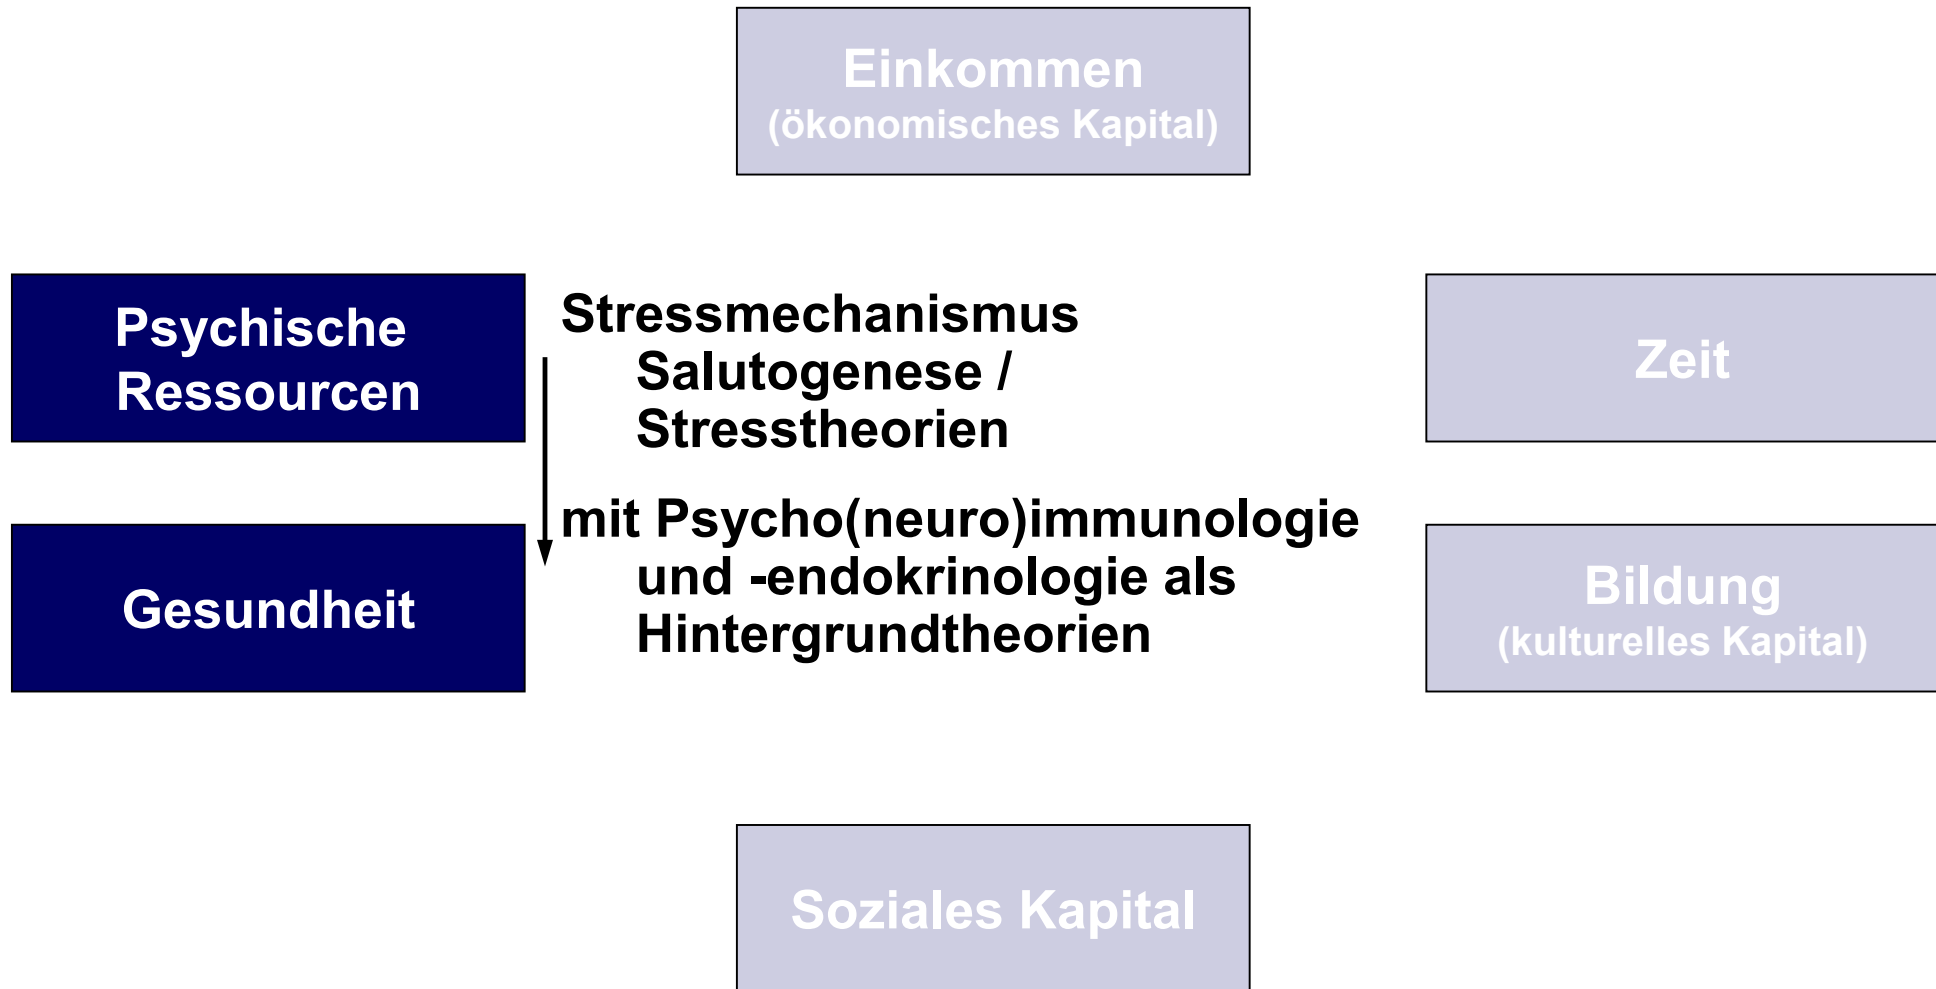 Einkommen
(ökonomisches Kapital)
Psychische
Ressourcen
Stressmechanismus
Salutogenese /
Stresstheorien
mit Psycho(neuro)immunologie
und -endokrinologie als
Hintergrundtheorien
Zeit
Gesundheit
Bildung
(kulturelles Kapital)
Soziales Kapital